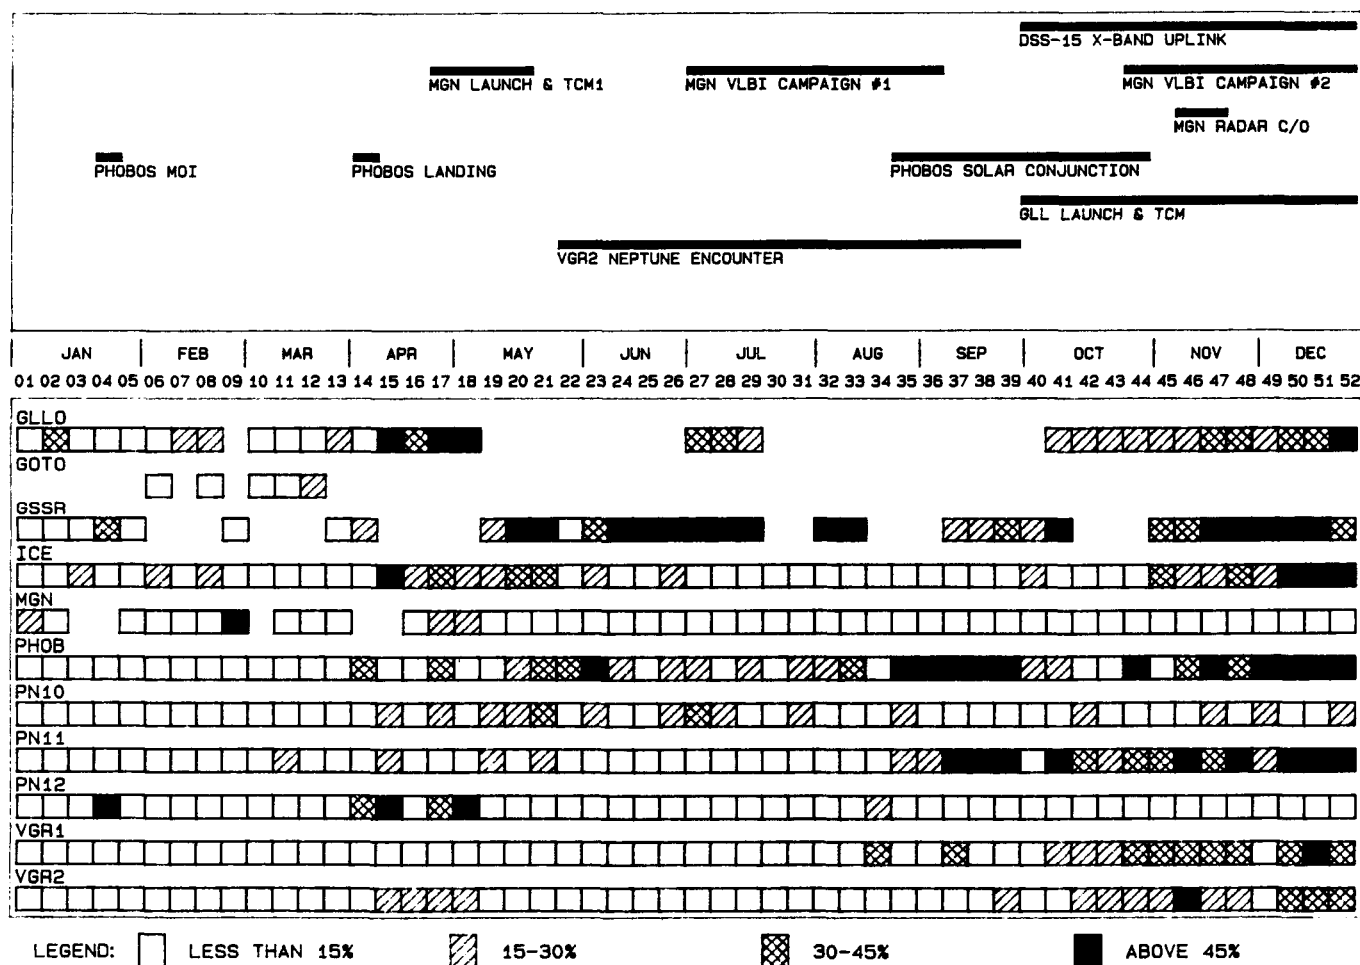 DSS-15 X-BAND UPLINK
MGN LAUNCH & TCM1 MGN VLBI CAMPAIGN #1 MGN VLBI CAMPAIGN #2
MGN RADAR C/O
PHOBOS MOI PHOBOS LANDING PHOBOS SOLAR CONJUNCTION
GLL LAUNCH & TCM
VGR2 NEPTUNE ENCOUNTER
JAN FEB MAR APR MAY JUN JUL AUG SEP OCT NOV DEC
01 02 03 04 05 06 07 08 09 10 11 12 13 14 15 16 17 18 19 20 21 22 23 24 25 26 27 28 29 30 31 32 33 34 35 36 37 38 39 40 41 42 43 44 45 46 47 48 49 50 51 52
GLLO
GOTO
GSSR
ICE
MGN
PHOB
PN10
PN11
PN12
VGR1
VGR2
LEGEND: LESS THAN 15% 15-30% 30-45% ABOVE 45%